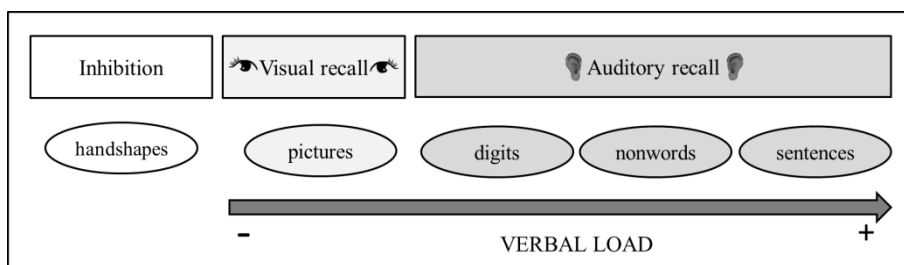 Inhibition
Visual recall
Auditory recall
handshapes
pictures
digits
nonwords
sentences
- +
VERBAL LOAD